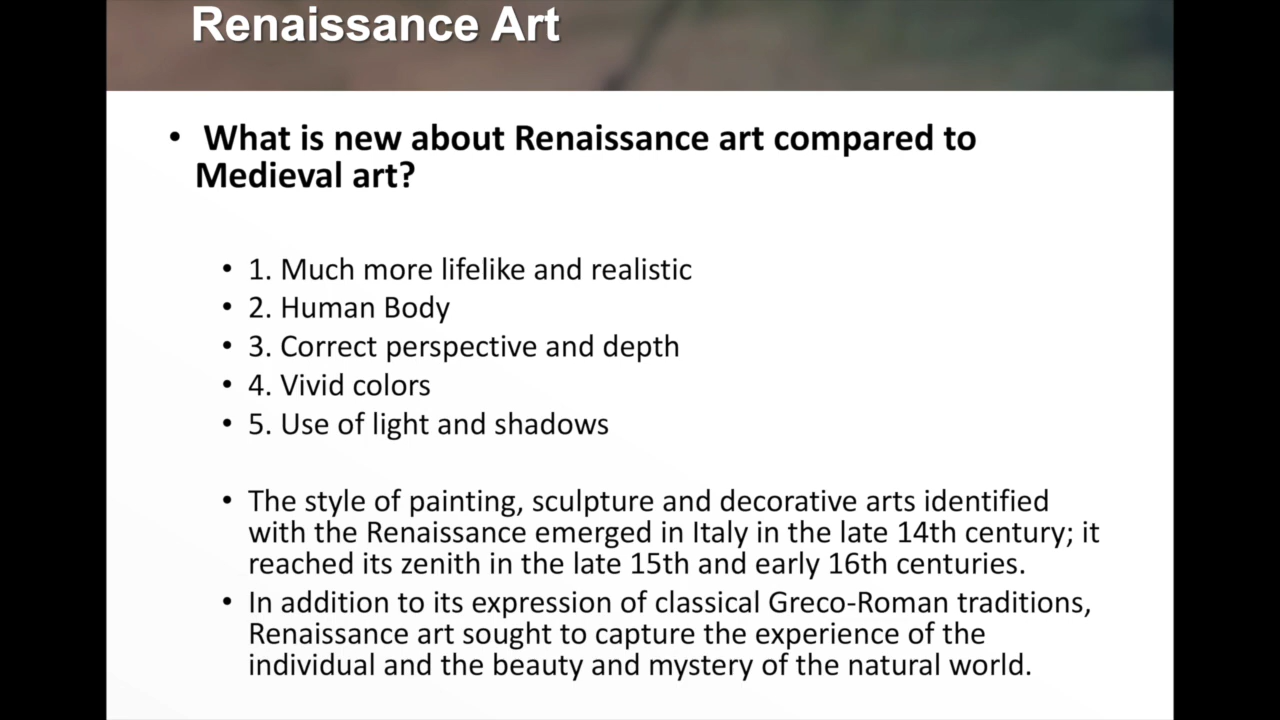 Renaissance Art
• What is new about Renaissance art compared to
Medieval art?
• 1. Much more lifelike and realistic
• 2. Human Body
• 3. Correct perspective and depth
• 4. Vivid colors
• 5. Use of light and shadows
• The style of painting, sculpture and decorative arts identified
with the Renaissance emerged in Italy in the late 14th century; it
reached its zenith in the late 15th and early 16th centuries.
• In addition to its expression of classical Greco-Roman traditions,
Renaissance art sought to capture the experience of the
individual and the beauty and mystery of the natural world.